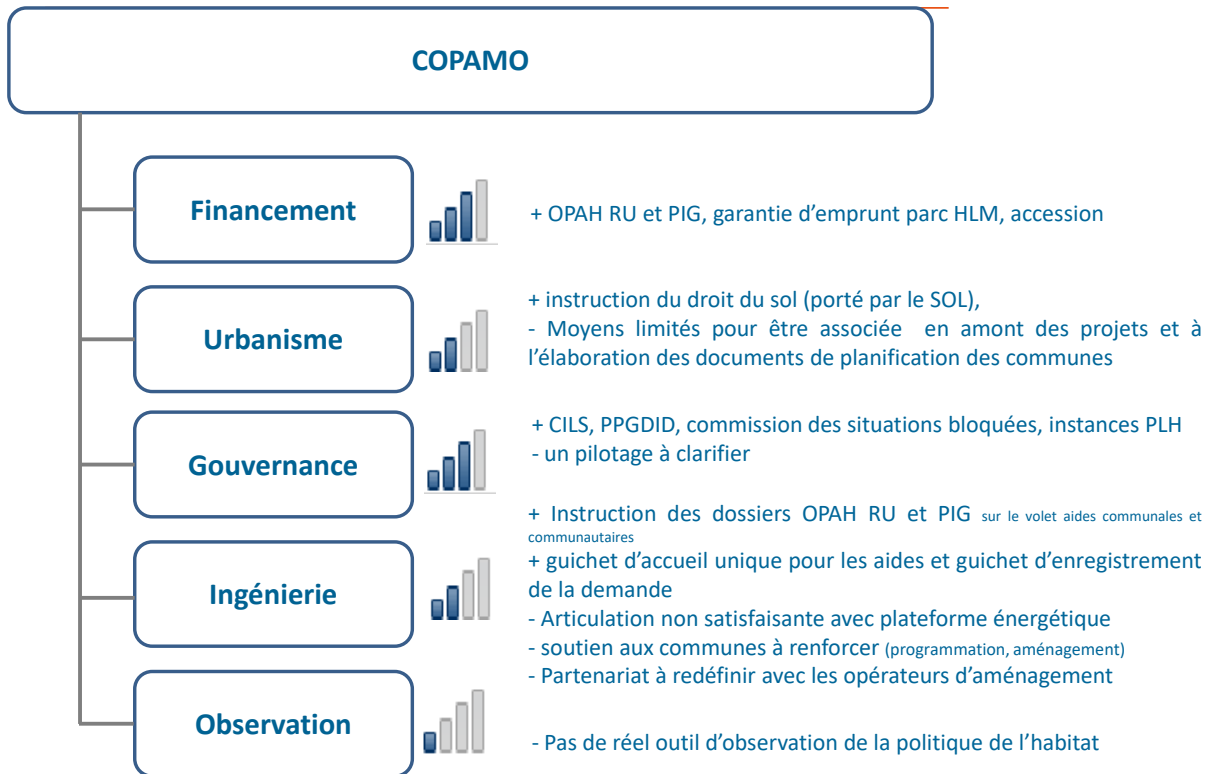 COPAMO
Financement
+ OPAH RU et PIG, garantie d'emprunt parc HLM, accession
Urbanisme
+ instruction du droit du sol (porté par le SOL),
- Moyens limités pour être associée en amont des projets et à
l'élaboration des documents de planification des communes
Gouvernance
+ CILS, PPGDID, commission des situations bloquées, instances PLH
- un pilotage à clarifier
Ingénierie
+ Instruction des dossiers OPAH RU et PIG sur le volet aides communales et
communautaires
+ guichet d'accueil unique pour les aides et guichet d'enregistrement
de la demande
- Articulation non satisfaisante avec plateforme énergétique
- soutien aux communes à renforcer (programmation, aménagement)
- Partenariat à redéfinir avec les opérateurs d'aménagement
Observation
- Pas de réel outil d'observation de la politique de l'habitat